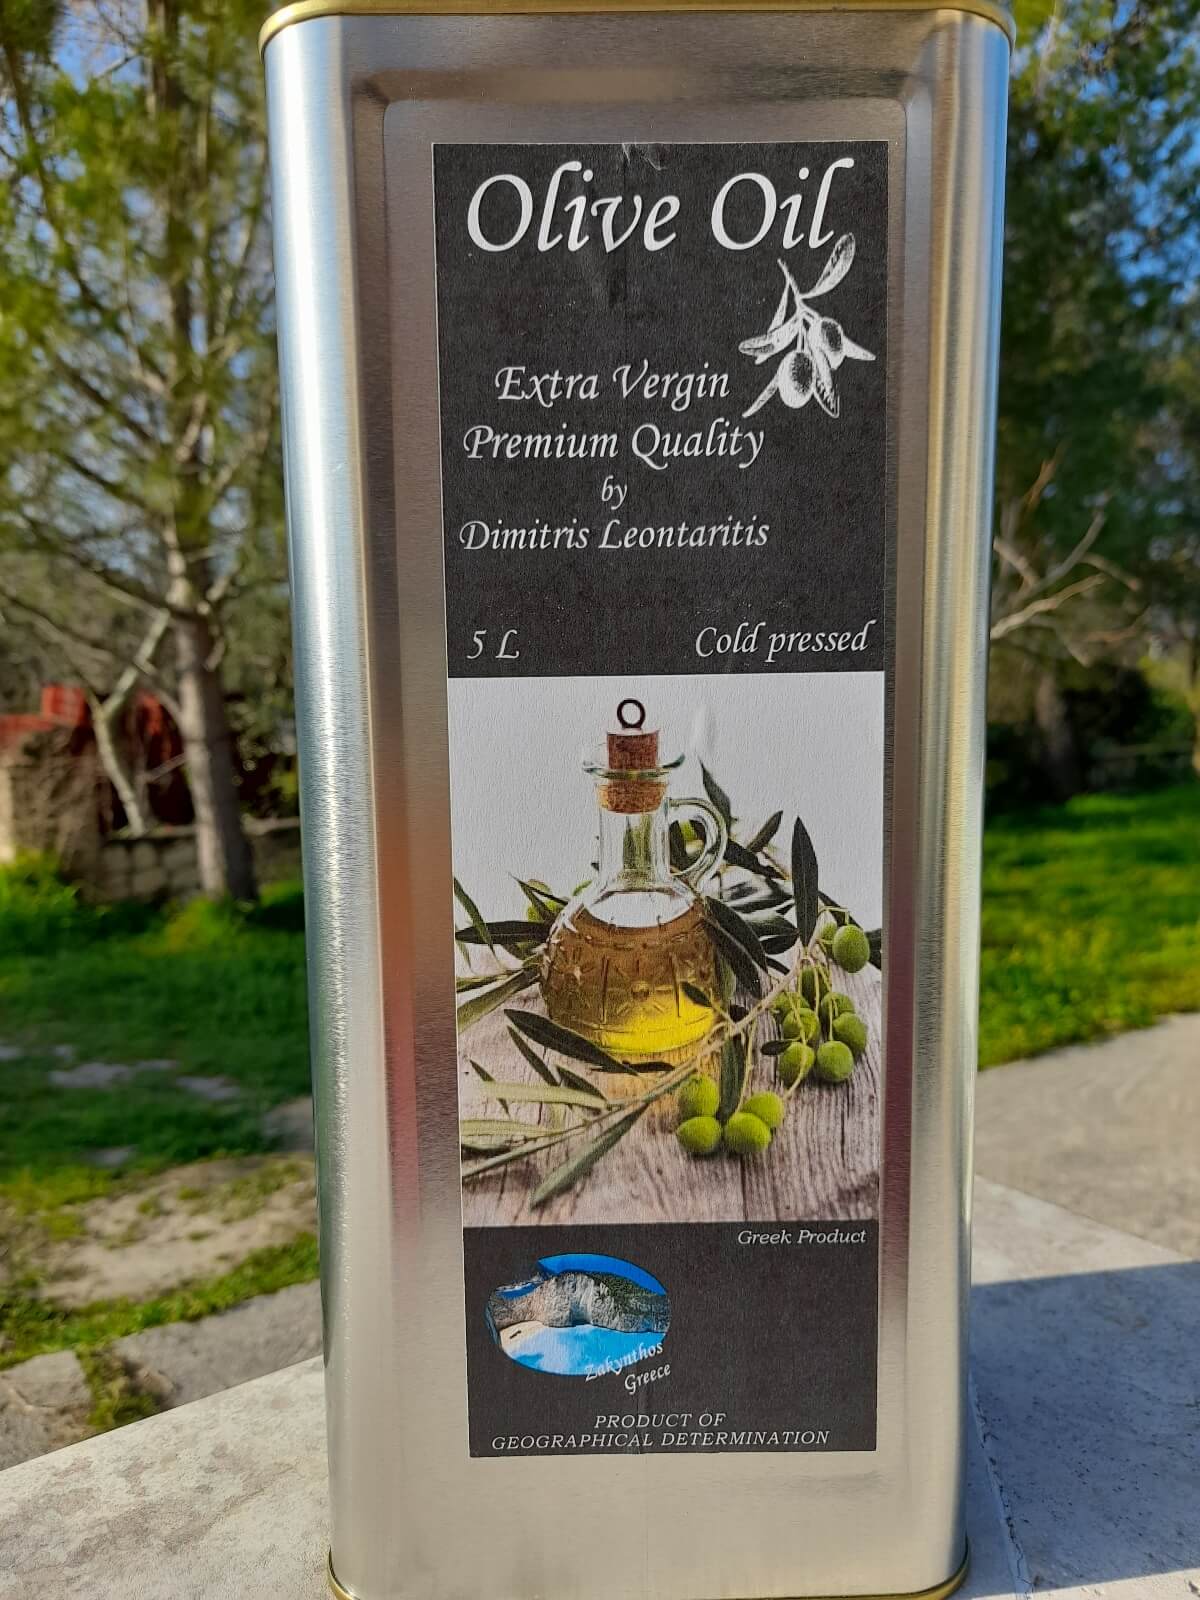 Olive Oil
Extra Vergin
Premium Quality
by
Dimitris Leontaritis
5 L Cold pressed
Greek Product
Zakynthos
Greece
PRODUCT OF
GEOGRAPHICAL DETERMINATION